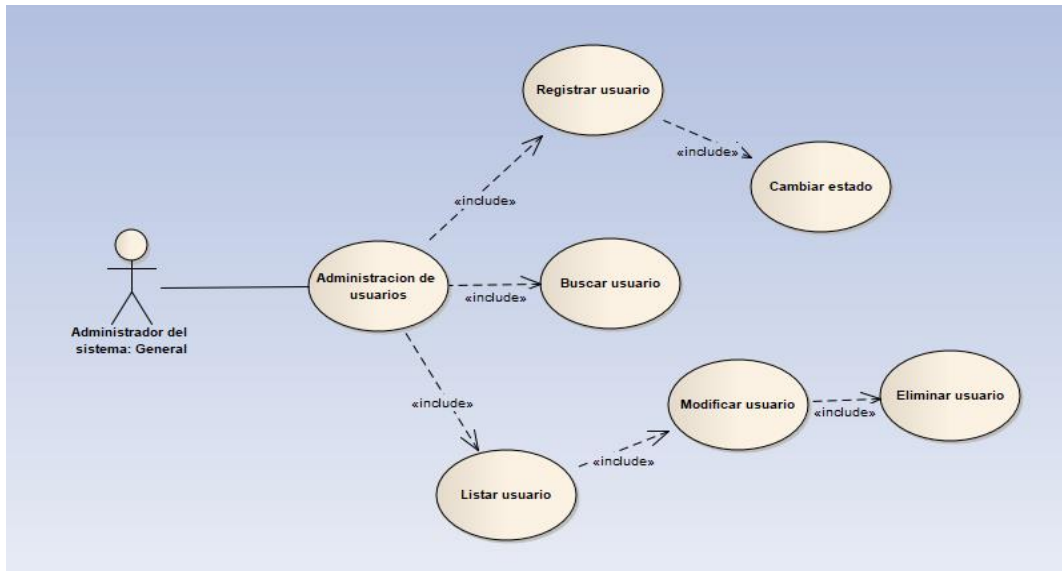 Registrar usuario
«include»
Cambiar estado
«include»
Administracion de
usuarios
Buscar usuario
«include»
Administrador del
sistema: General
«include»
Modificar usuario
Eliminar usuario
«include»
«include»
Listar usuario